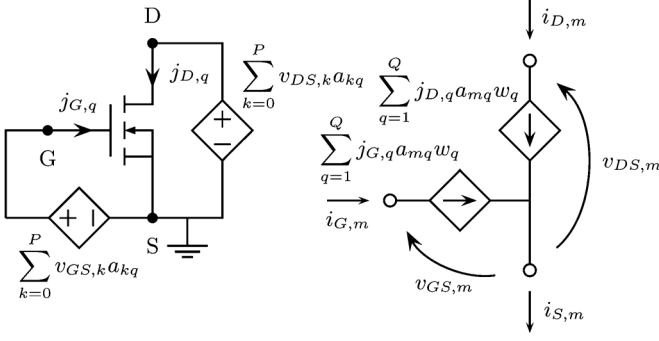 D
j_{D,q}
\sum_{k=0}^{P} v_{DS,k} a_{kq}
j_{G,q}
G
+
−
+ −
S
\sum_{k=0}^{P} v_{GS,k} a_{kq}
i_{D,m}
\sum_{q=1}^{Q} j_{D,q} a_{mq} w_q
\sum_{q=1}^{Q} j_{G,q} a_{mq} w_q
v_{DS,m}
i_{G,m}
v_{GS,m}
i_{S,m}